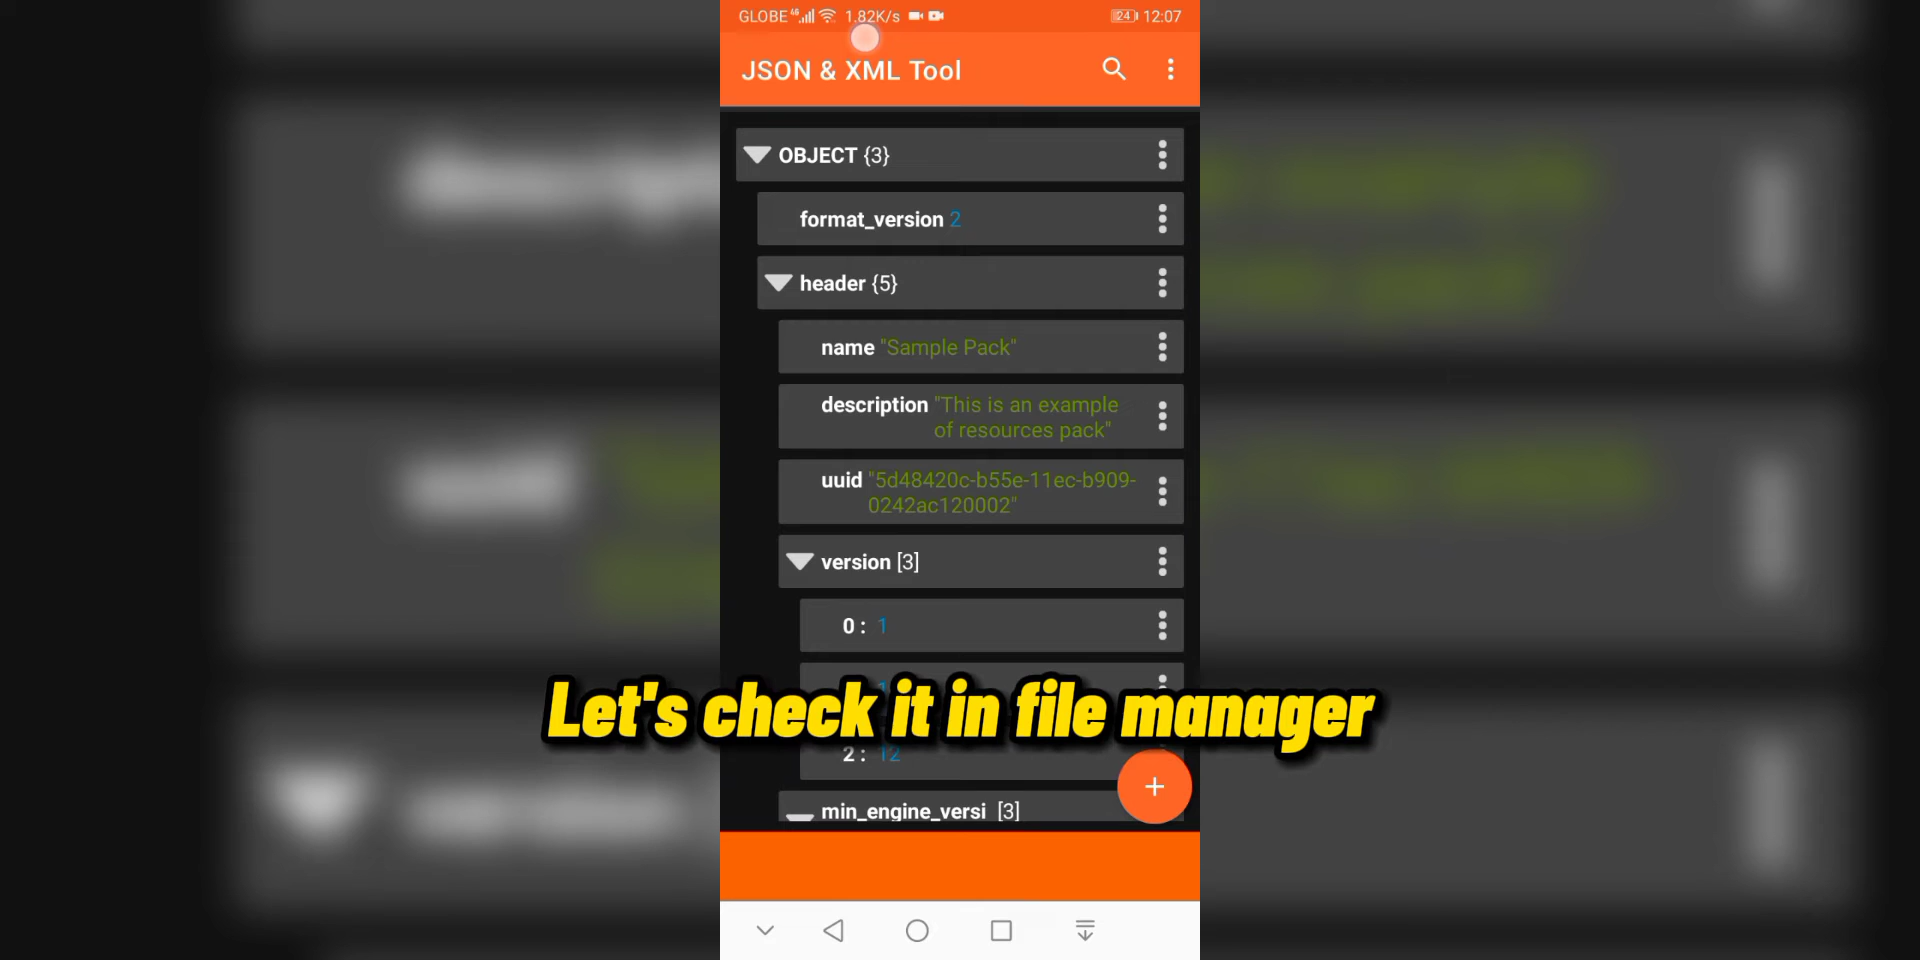 GLOBE 4G 1.82K/s 24 12:07
JSON & XML Tool
OBJECT {3}
format_version 2
header {5}
name "Sample Pack"
description "This is an example
of resources pack"
uuid "5d48420c-b55e-11ec-b909-
0242ac120002"
version [3]
0 : 1
Let's check it in file manager
2 : 12
min_engine_versi [3]
+